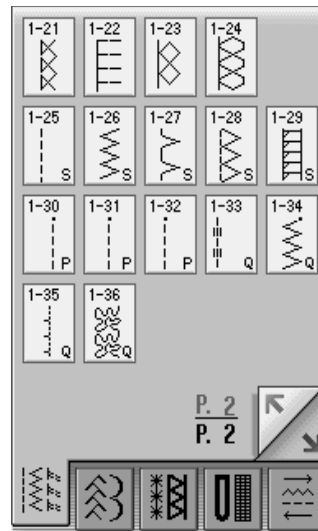 1-21 1-22 1-23 1-24
1-25 1-26 1-27 1-28 1-29
S S S S S
1-30 1-31 1-32 1-33 1-34
P P P Q Q
1-35 1-36
Q Q
P. 2
P. 2